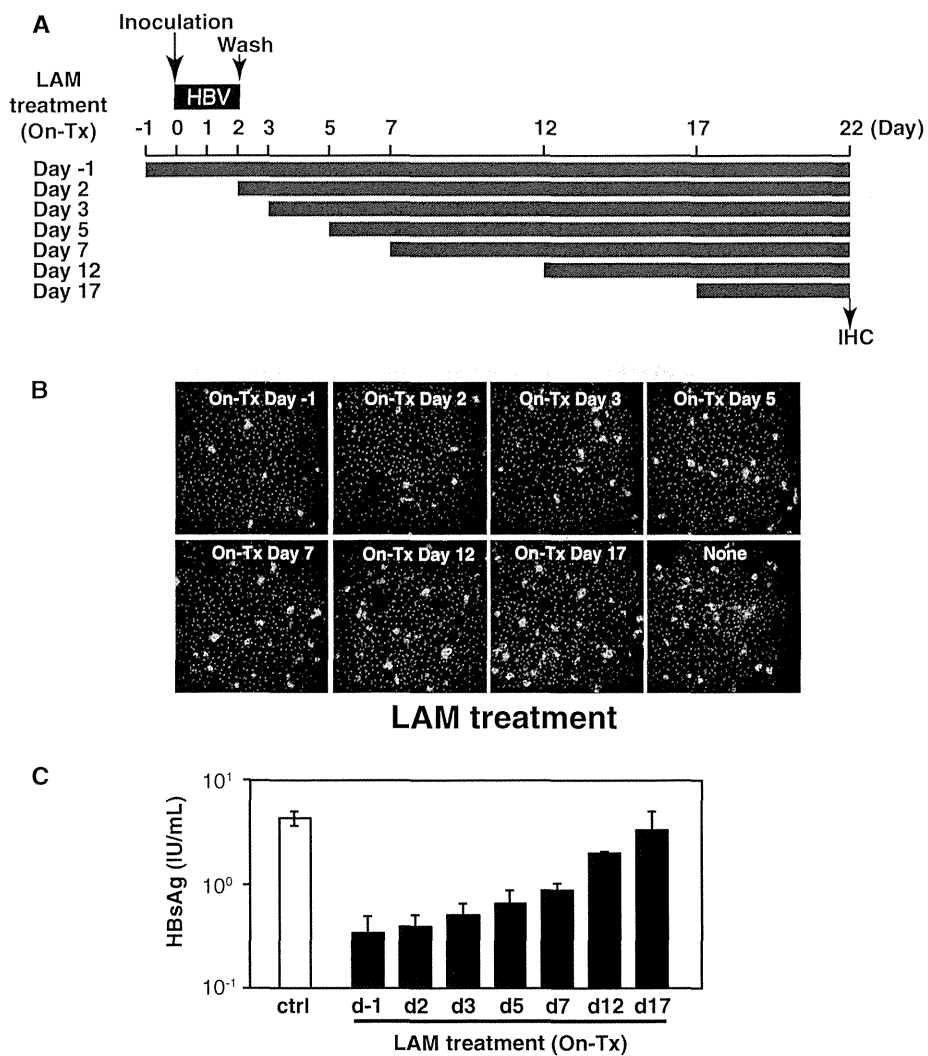 A
Inoculation
Wash
LAM
treatment
(On-Tx)
HBV
-1 0 1 2 3 5 7 12 17 22 (Day)
Day -1
Day 2
Day 3
Day 5
Day 7
Day 12
Day 17
IHC
B
On-Tx Day -1 On-Tx Day 2 On-Tx Day 3 On-Tx Day 5
On-Tx Day 7 On-Tx Day 12 On-Tx Day 17 None
LAM treatment
C
HBsAg (IU/mL)
10¹
10⁰
10⁻¹
ctrl d-1 d2 d3 d5 d7 d12 d17
LAM treatment (On-Tx)